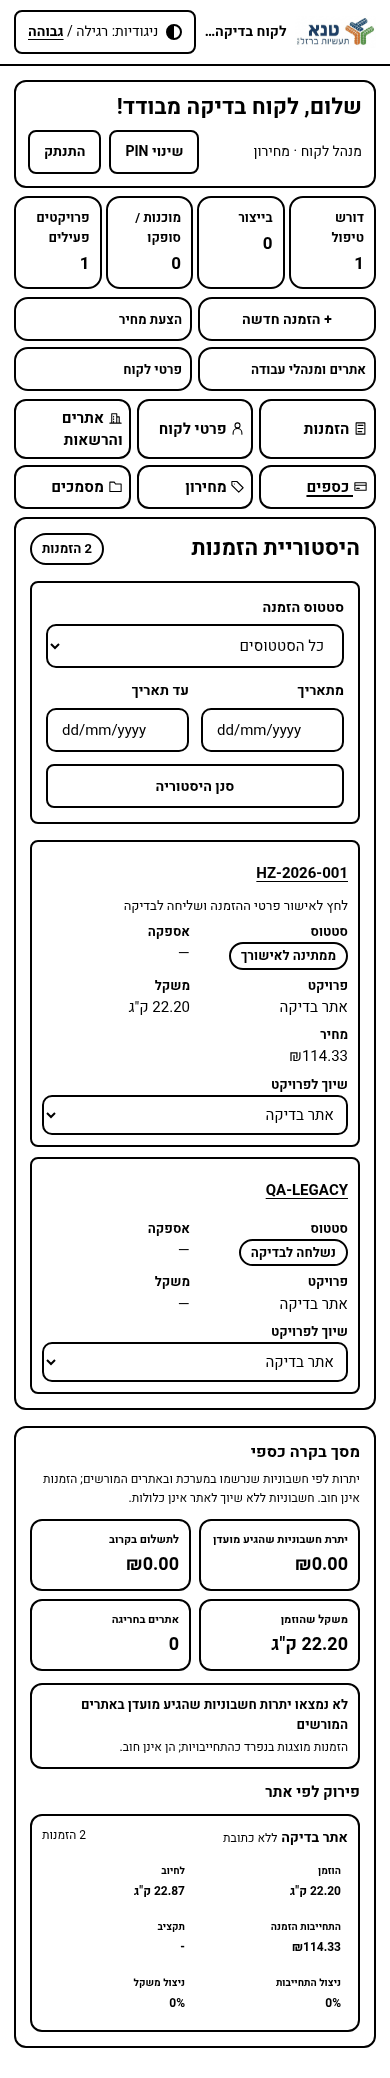 טנא
תעשיות ברזל
לקוח בדיקה...
ניגודיות: רגילה / גבוהה
שלום, לקוח בדיקה מבודד!
מנהל לקוח · מחירון
שינוי PIN
התנתק
דורש טיפול
1
בייצור
0
מוכנות / סופקו
0
פרויקטים פעילים
1
+ הזמנה חדשה
הצעת מחיר
אתרים ומנהלי עבודה
פרטי לקוח
הזמנות
פרטי לקוח
אתרים והרשאות
כספים
מחירון
מסמכים
היסטוריית הזמנות
2 הזמנות
סטטוס הזמנה
כל הסטטוסים
מתאריך
עד תאריך
dd/mm/yyyy
dd/mm/yyyy
סנן היסטוריה
HZ-2026-001
לחץ לאישור פרטי ההזמנה ושליחה לבדיקה
סטטוס
אספקה
ממתינה לאישורך
—
פרויקט
משקל
אתר בדיקה
22.20 ק"ג
מחיר
₪114.33
שיוך לפרויקט
אתר בדיקה
QA-LEGACY
סטטוס
אספקה
נשלחה לבדיקה
—
פרויקט
משקל
אתר בדיקה
—
שיוך לפרויקט
אתר בדיקה
מסך בקרה כספי
יתרות לפי חשבוניות שנרשמו במערכת ובאתרים המורשים; הזמנות
אינן חוב. חשבוניות ללא שיוך לאתר אינן כלולות.
יתרת חשבוניות שהגיע מועדן
₪0.00
לתשלום בקרוב
₪0.00
משקל שהוזמן
22.20 ק"ג
אתרים בחריגה
0
לא נמצאו יתרות חשבוניות שהגיע מועדן באתרים
המורשים
הזמנות מוצגות בנפרד כהתחייבויות; הן אינן חוב.
פירוק לפי אתר
אתר בדיקה ללא כתובת
2 הזמנות
הוזמן
לחיוב
22.20 ק"ג
22.87 ק"ג
התחייבות הזמנה
תקציב
₪114.33
-
ניצול התחייבות
ניצול משקל
0%
0%